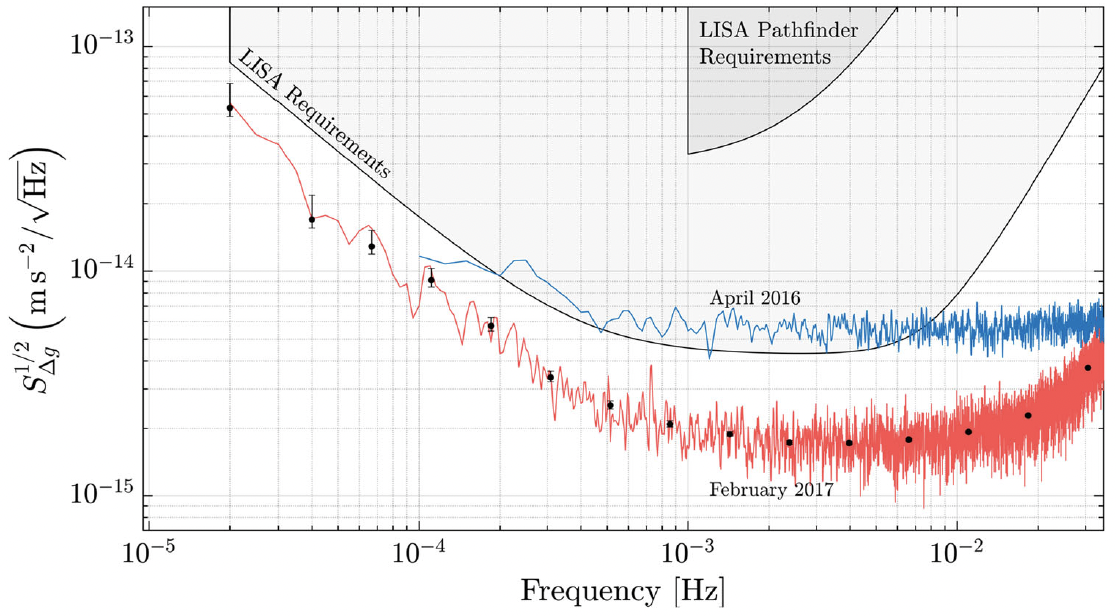 10⁻¹³
10⁻¹⁴
10⁻¹⁵
S_{Δg}^{1/2} (m s⁻²/√Hz)
LISA Requirements
LISA Pathfinder
Requirements
April 2016
February 2017
10⁻⁵ 10⁻⁴ 10⁻³ 10⁻²
Frequency [Hz]